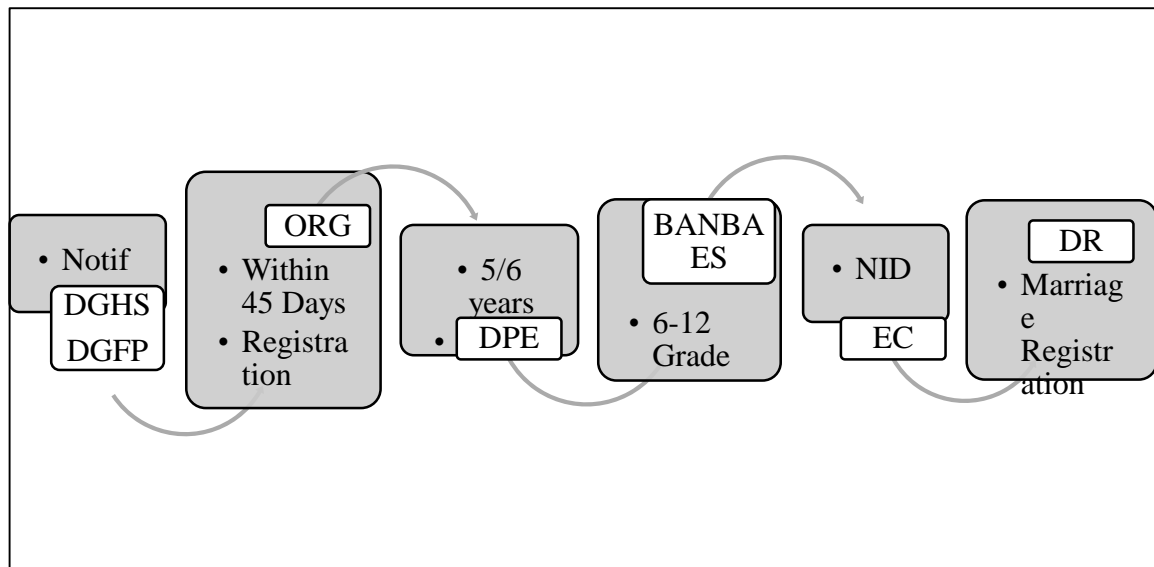 • Notif
DGHS
DGFP
ORG
• Within
45 Days
• Registra
tion
• 5/6
years
•
DPE
BANBA
ES
• 6-12
Grade
• NID
EC
DR
• Marriag
e
Registr
ation